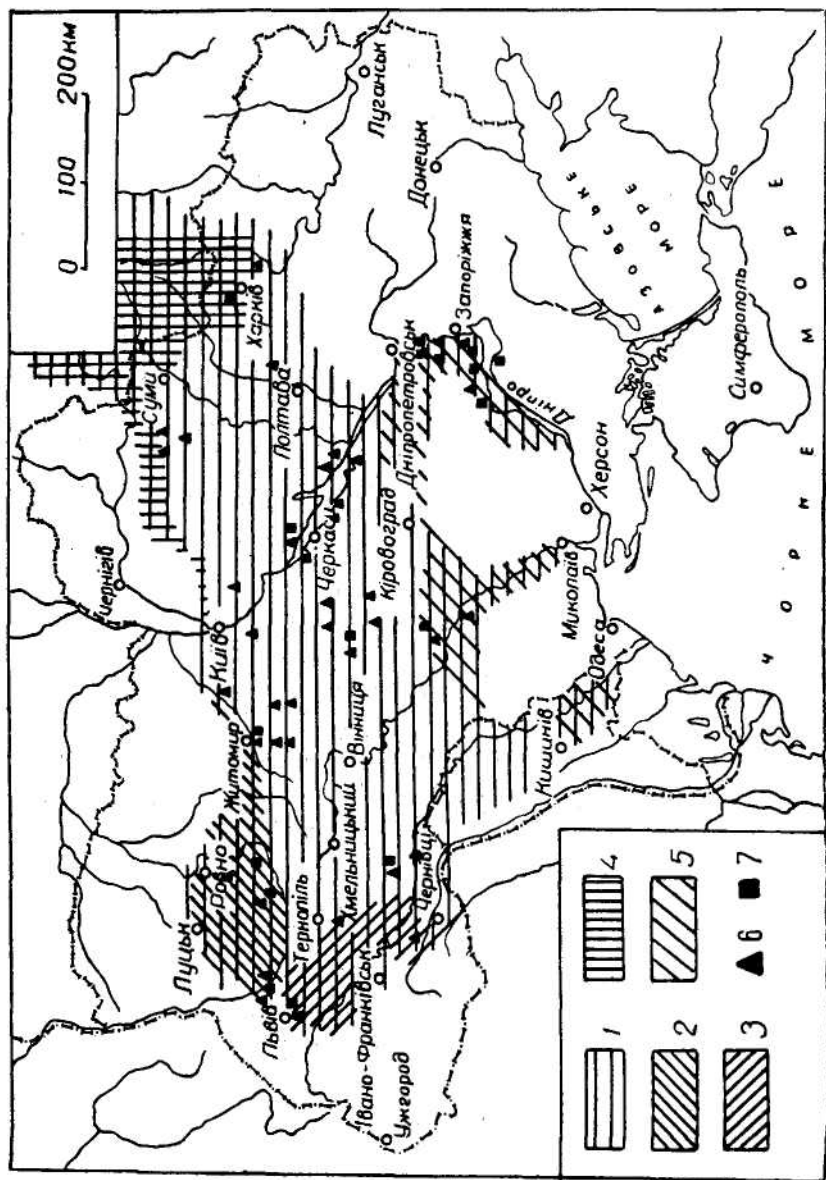 0 100 200км
Чернігів
Суми
Луцьк
Ровно
Житомир
Київ
Харків
Львів
Тернопіль
Полтава
Хмельницький
Вінниця
Черкаси
Луганськ
Івано-Франківськ
Ужгород
Чернівці
Кіровоград
Дніпропетровськ
Донецьк
Запоріжжя
Дніпро
Кишинів
Миколаїв
Херсон
Одеса
АЗОВСЬКЕ
МОРЕ
Симферополь
ЧОРНЕ МОРЕ
1
2
3
4
5
6
7